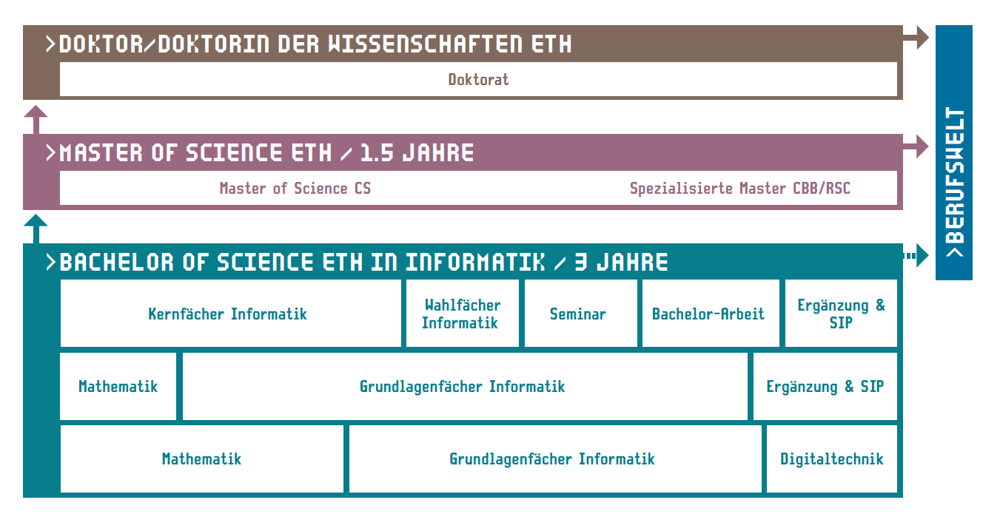 >DOKTOR/DOKTORIN DER WISSENSCHAFTEN ETH
Doktorat
>MASTER OF SCIENCE ETH / 1.5 JAHRE
Master of Science CS
Spezialisierte Master CBB/RSC
>BERUFSWELT
>BACHELOR OF SCIENCE ETH IN INFORMATIK / 3 JAHRE
Kernfächer Informatik
Wahlfächer
Informatik
Seminar
Bachelor-Arbeit
Ergänzung &
SIP
Mathematik
Grundlagenfächer Informatik
Ergänzung & SIP
Mathematik
Grundlagenfächer Informatik
Digitaltechnik